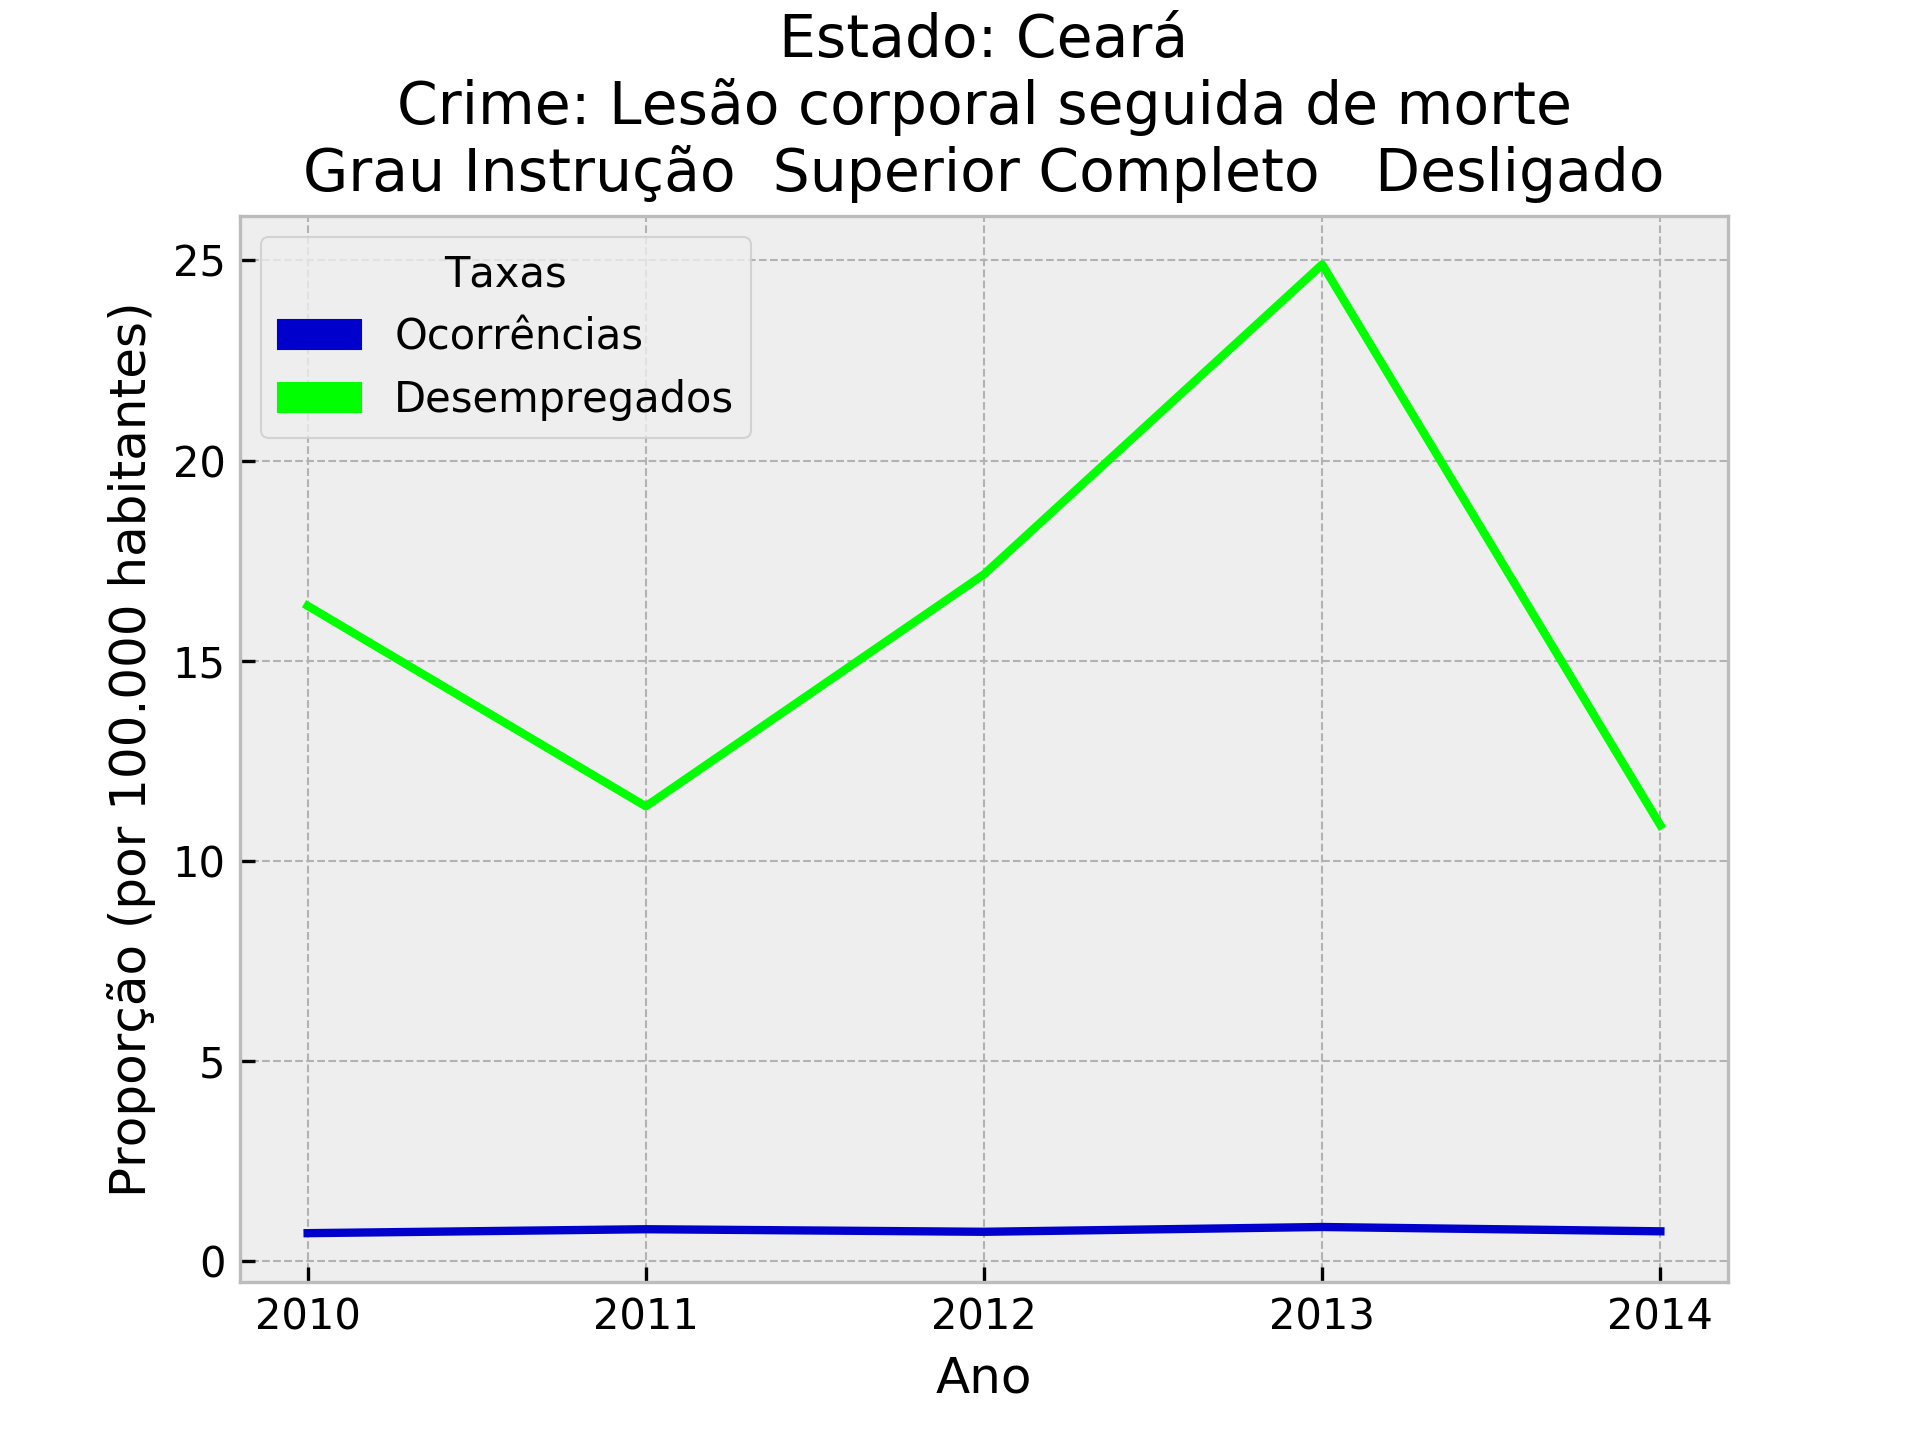 Estado: Ceará
Crime: Lesão corporal seguida de morte
Grau Instrução  Superior Completo   Desligado
Taxas
Ocorrências
Desempregados
Proporção (por 100.000 habitantes)
25
20
15
10
5
0
2010 2011 2012 2013 2014
Ano